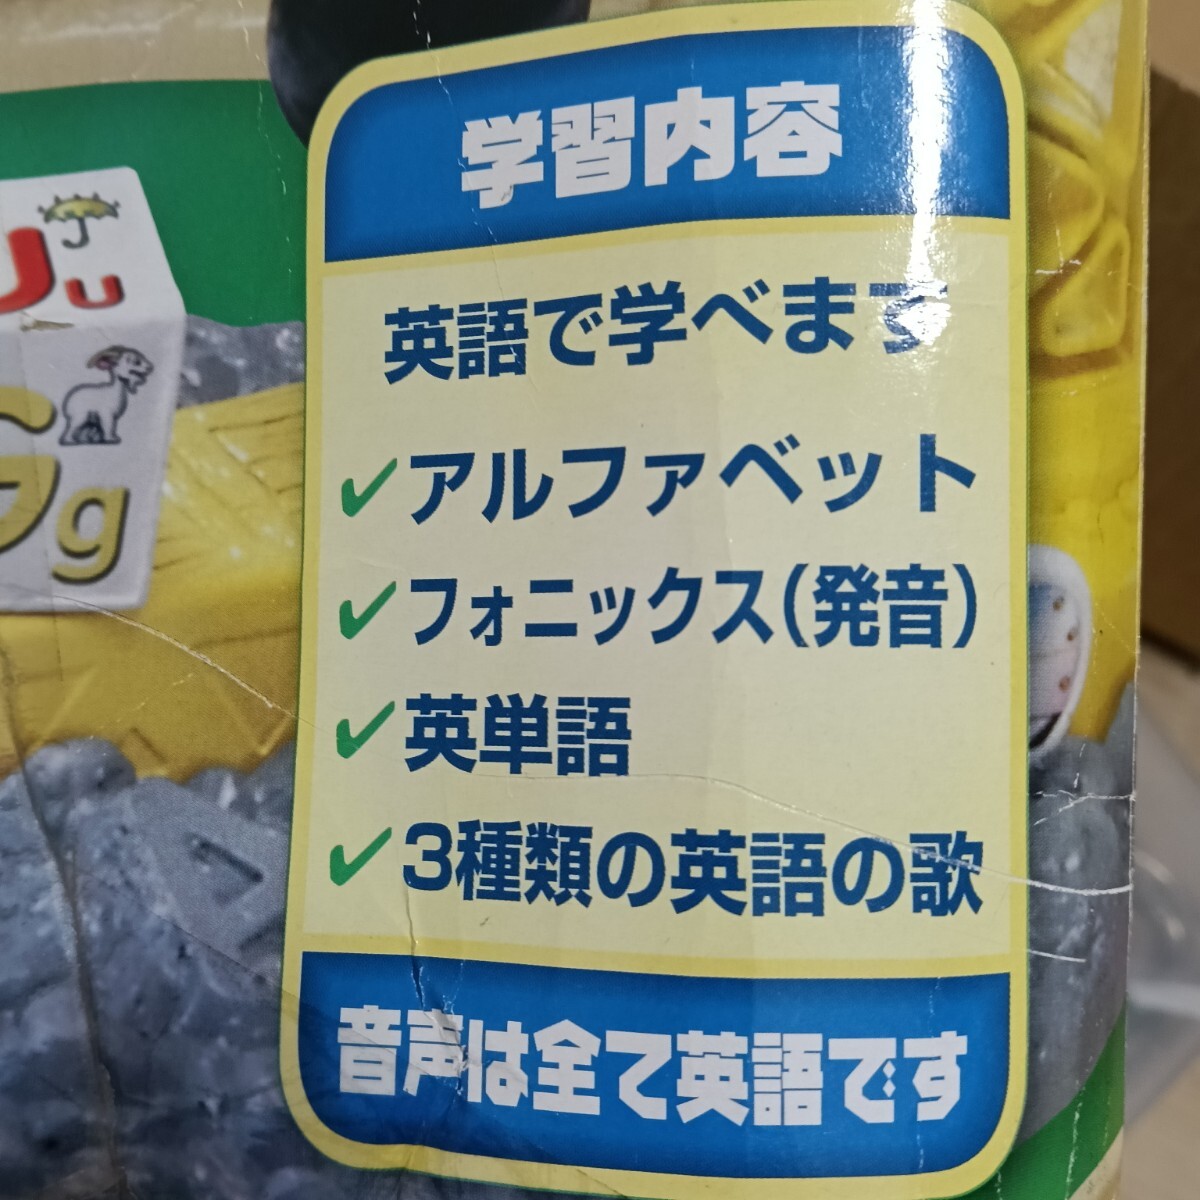 学習内容
英語で学べます
✓アルファベット
✓フォニックス(発音)
✓英単語
✓3種類の英語の歌
音声は全て英語です
U u
G g